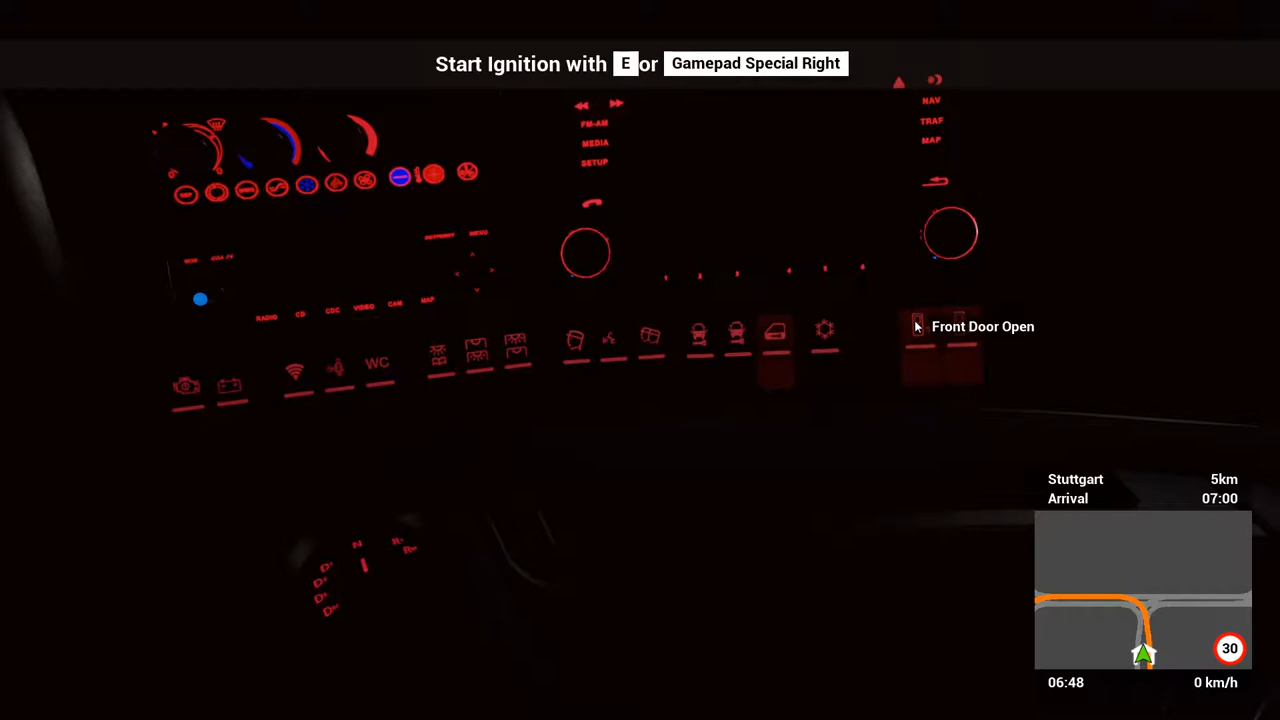 Start Ignition with E or Gamepad Special Right
NAV
FM-AM
TRAF
MEDIA
MAP
SETUP
MENU
RADIO CD CDC VIDEO CAM MAP
Front Door Open
WC
Stuttgart 5km
Arrival 07:00
N
30
06:48 0 km/h